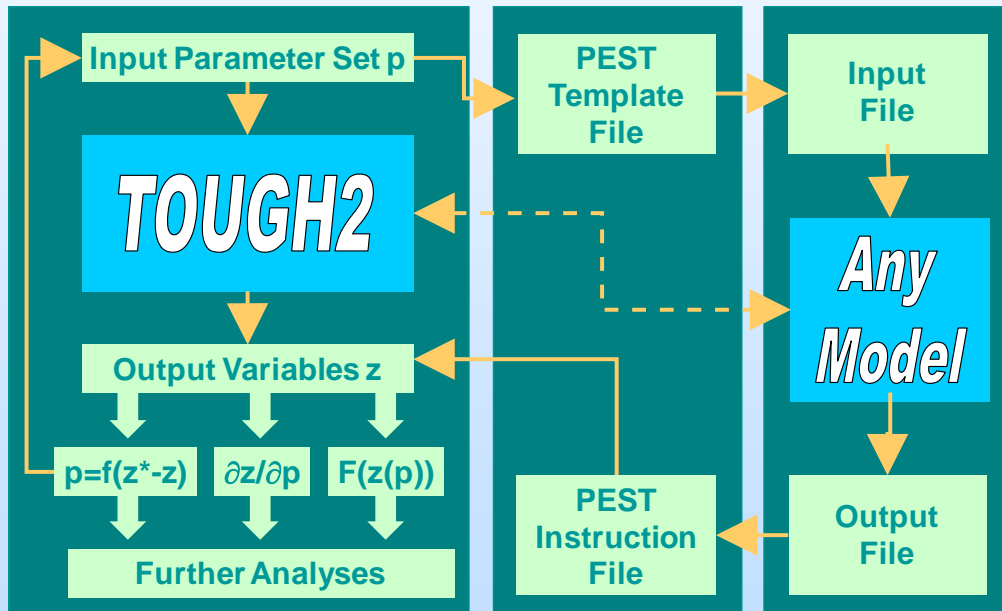 Input Parameter Set p
TOUGH2
Output Variables z
p=f(z*-z)
∂z/∂p
F(z(p))
Further Analyses
PEST
Template
File
PEST
Instruction
File
Input
File
Any
Model
Output
File